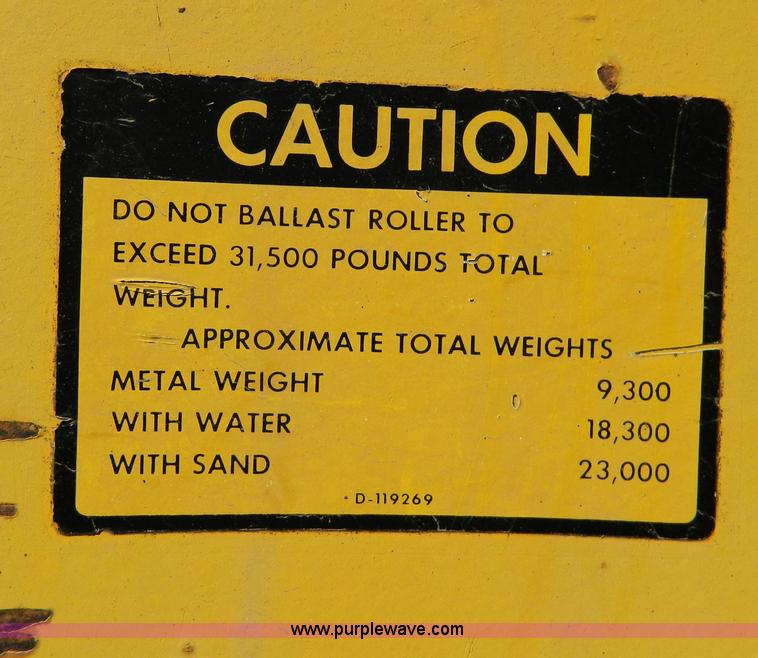 CAUTION
DO NOT BALLAST ROLLER TO
EXCEED 31,500 POUNDS TOTAL
WEIGHT.
APPROXIMATE TOTAL WEIGHTS
METAL WEIGHT 9,300
WITH WATER 18,300
WITH SAND 23,000
D-119269
www.purplewave.com